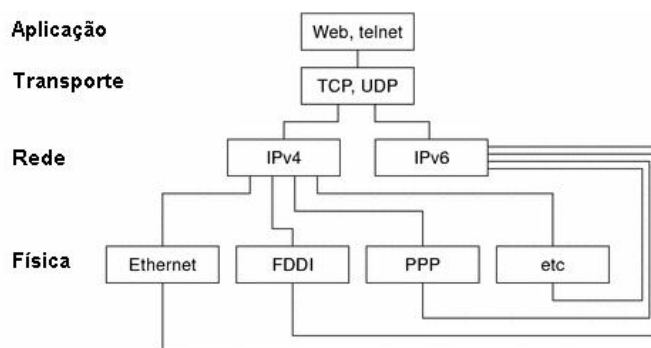 Aplicação
Web, telnet
Transporte
TCP, UDP
Rede
IPv4
IPv6
Física
Ethernet
FDDI
PPP
etc